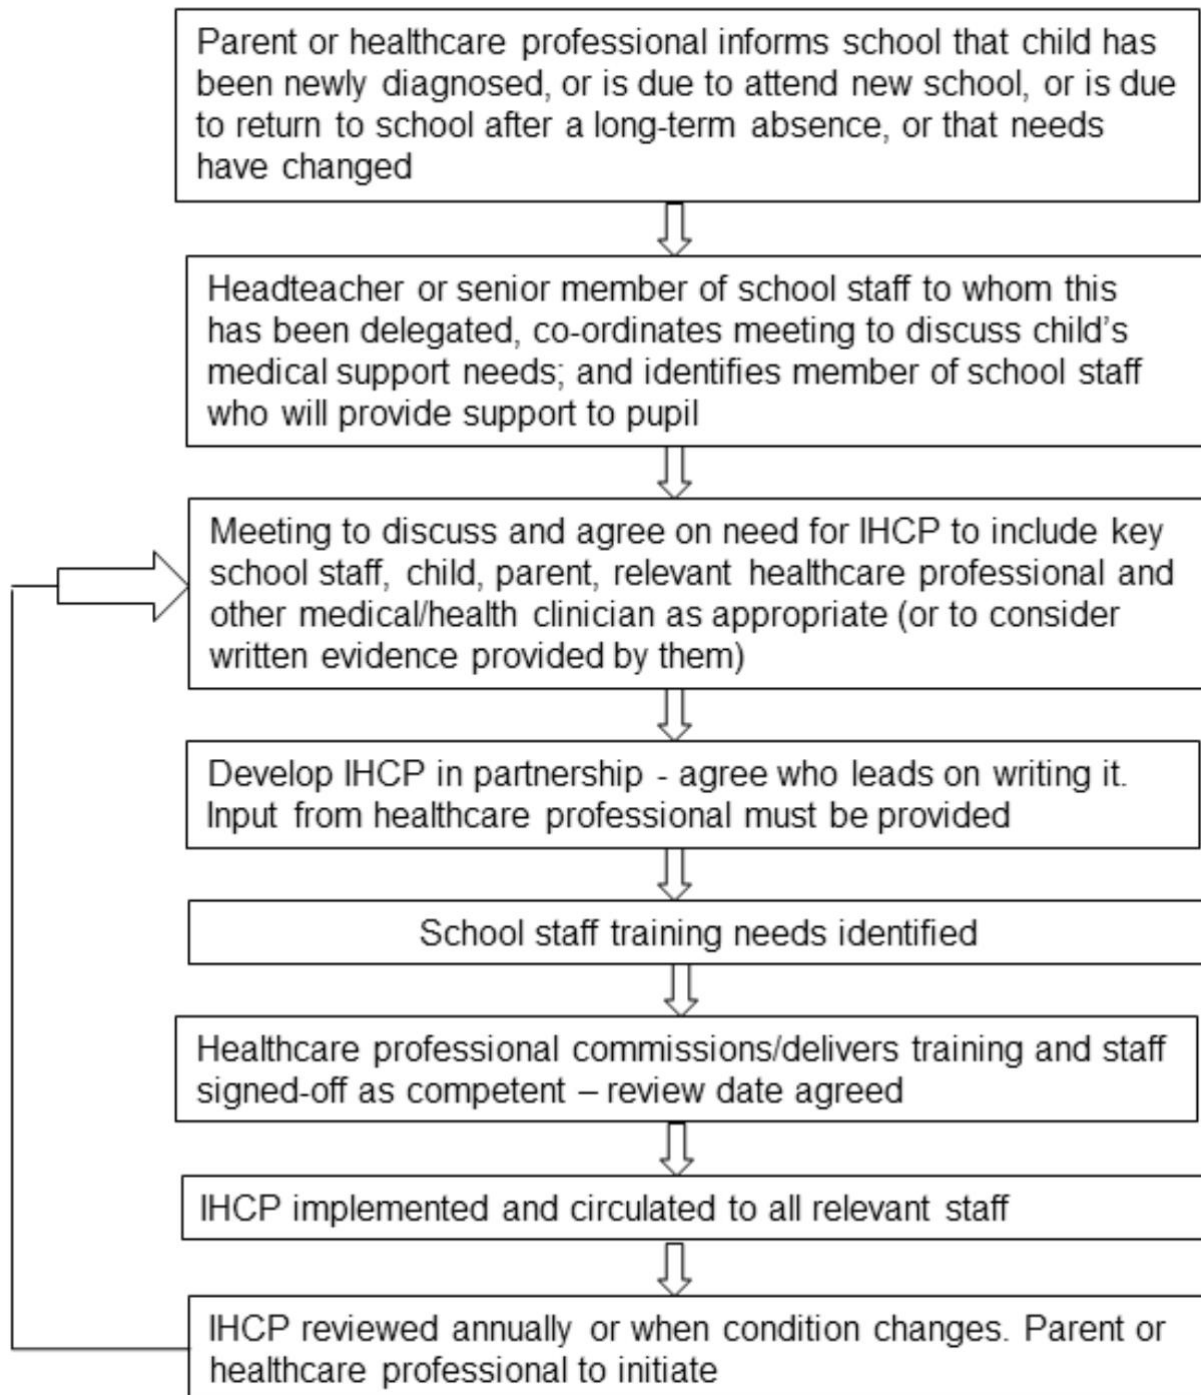 Parent or healthcare professional informs school that child has
been newly diagnosed, or is due to attend new school, or is due
to return to school after a long-term absence, or that needs
have changed
Headteacher or senior member of school staff to whom this
has been delegated, co-ordinates meeting to discuss child's
medical support needs; and identifies member of school staff
who will provide support to pupil
Meeting to discuss and agree on need for IHCP to include key
school staff, child, parent, relevant healthcare professional and
other medical/health clinician as appropriate (or to consider
written evidence provided by them)
Develop IHCP in partnership - agree who leads on writing it.
Input from healthcare professional must be provided
School staff training needs identified
Healthcare professional commissions/delivers training and staff
signed-off as competent – review date agreed
IHCP implemented and circulated to all relevant staff
IHCP reviewed annually or when condition changes. Parent or
healthcare professional to initiate